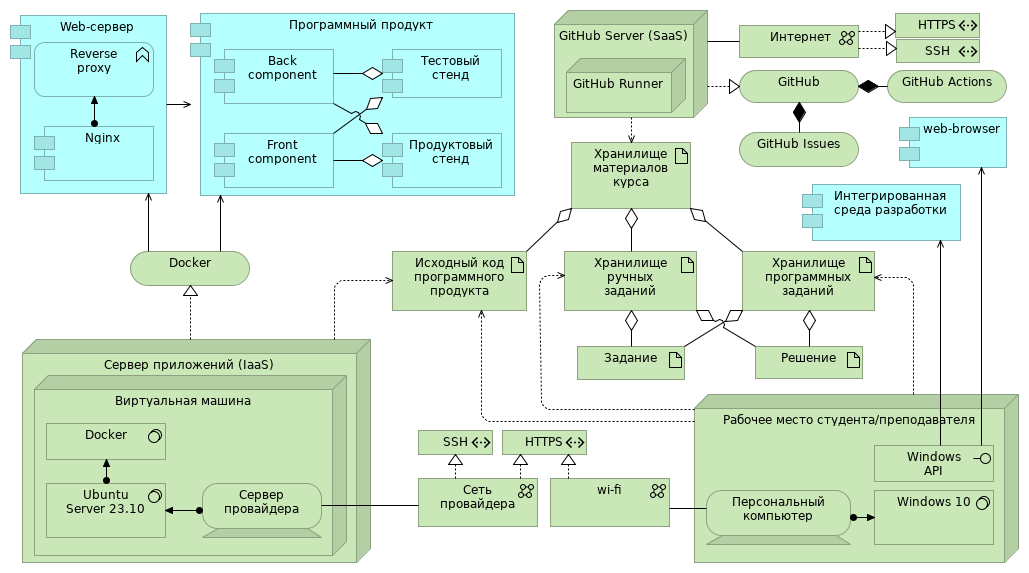 Web-сервер
Reverse
proxy
Nginx
Программный продукт
Back
component
Тестовый
стенд
Front
component
Продуктовый
стенд
GitHub Server (SaaS)
GitHub Runner
Интернет
HTTPS
SSH
GitHub
GitHub Actions
GitHub Issues
web-browser
Интегрированная
среда разработки
Хранилище
материалов
курса
Docker
Исходный код
программного
продукта
Хранилище
ручных
заданий
Хранилище
программных
заданий
Задание
Решение
Сервер приложений (IaaS)
Виртуальная машина
Docker
Ubuntu
Server 23.10
Сервер
провайдера
SSH
HTTPS
Сеть
провайдера
wi-fi
Рабочее место студента/преподавателя
Windows
API
Персональный
компьютер
Windows 10